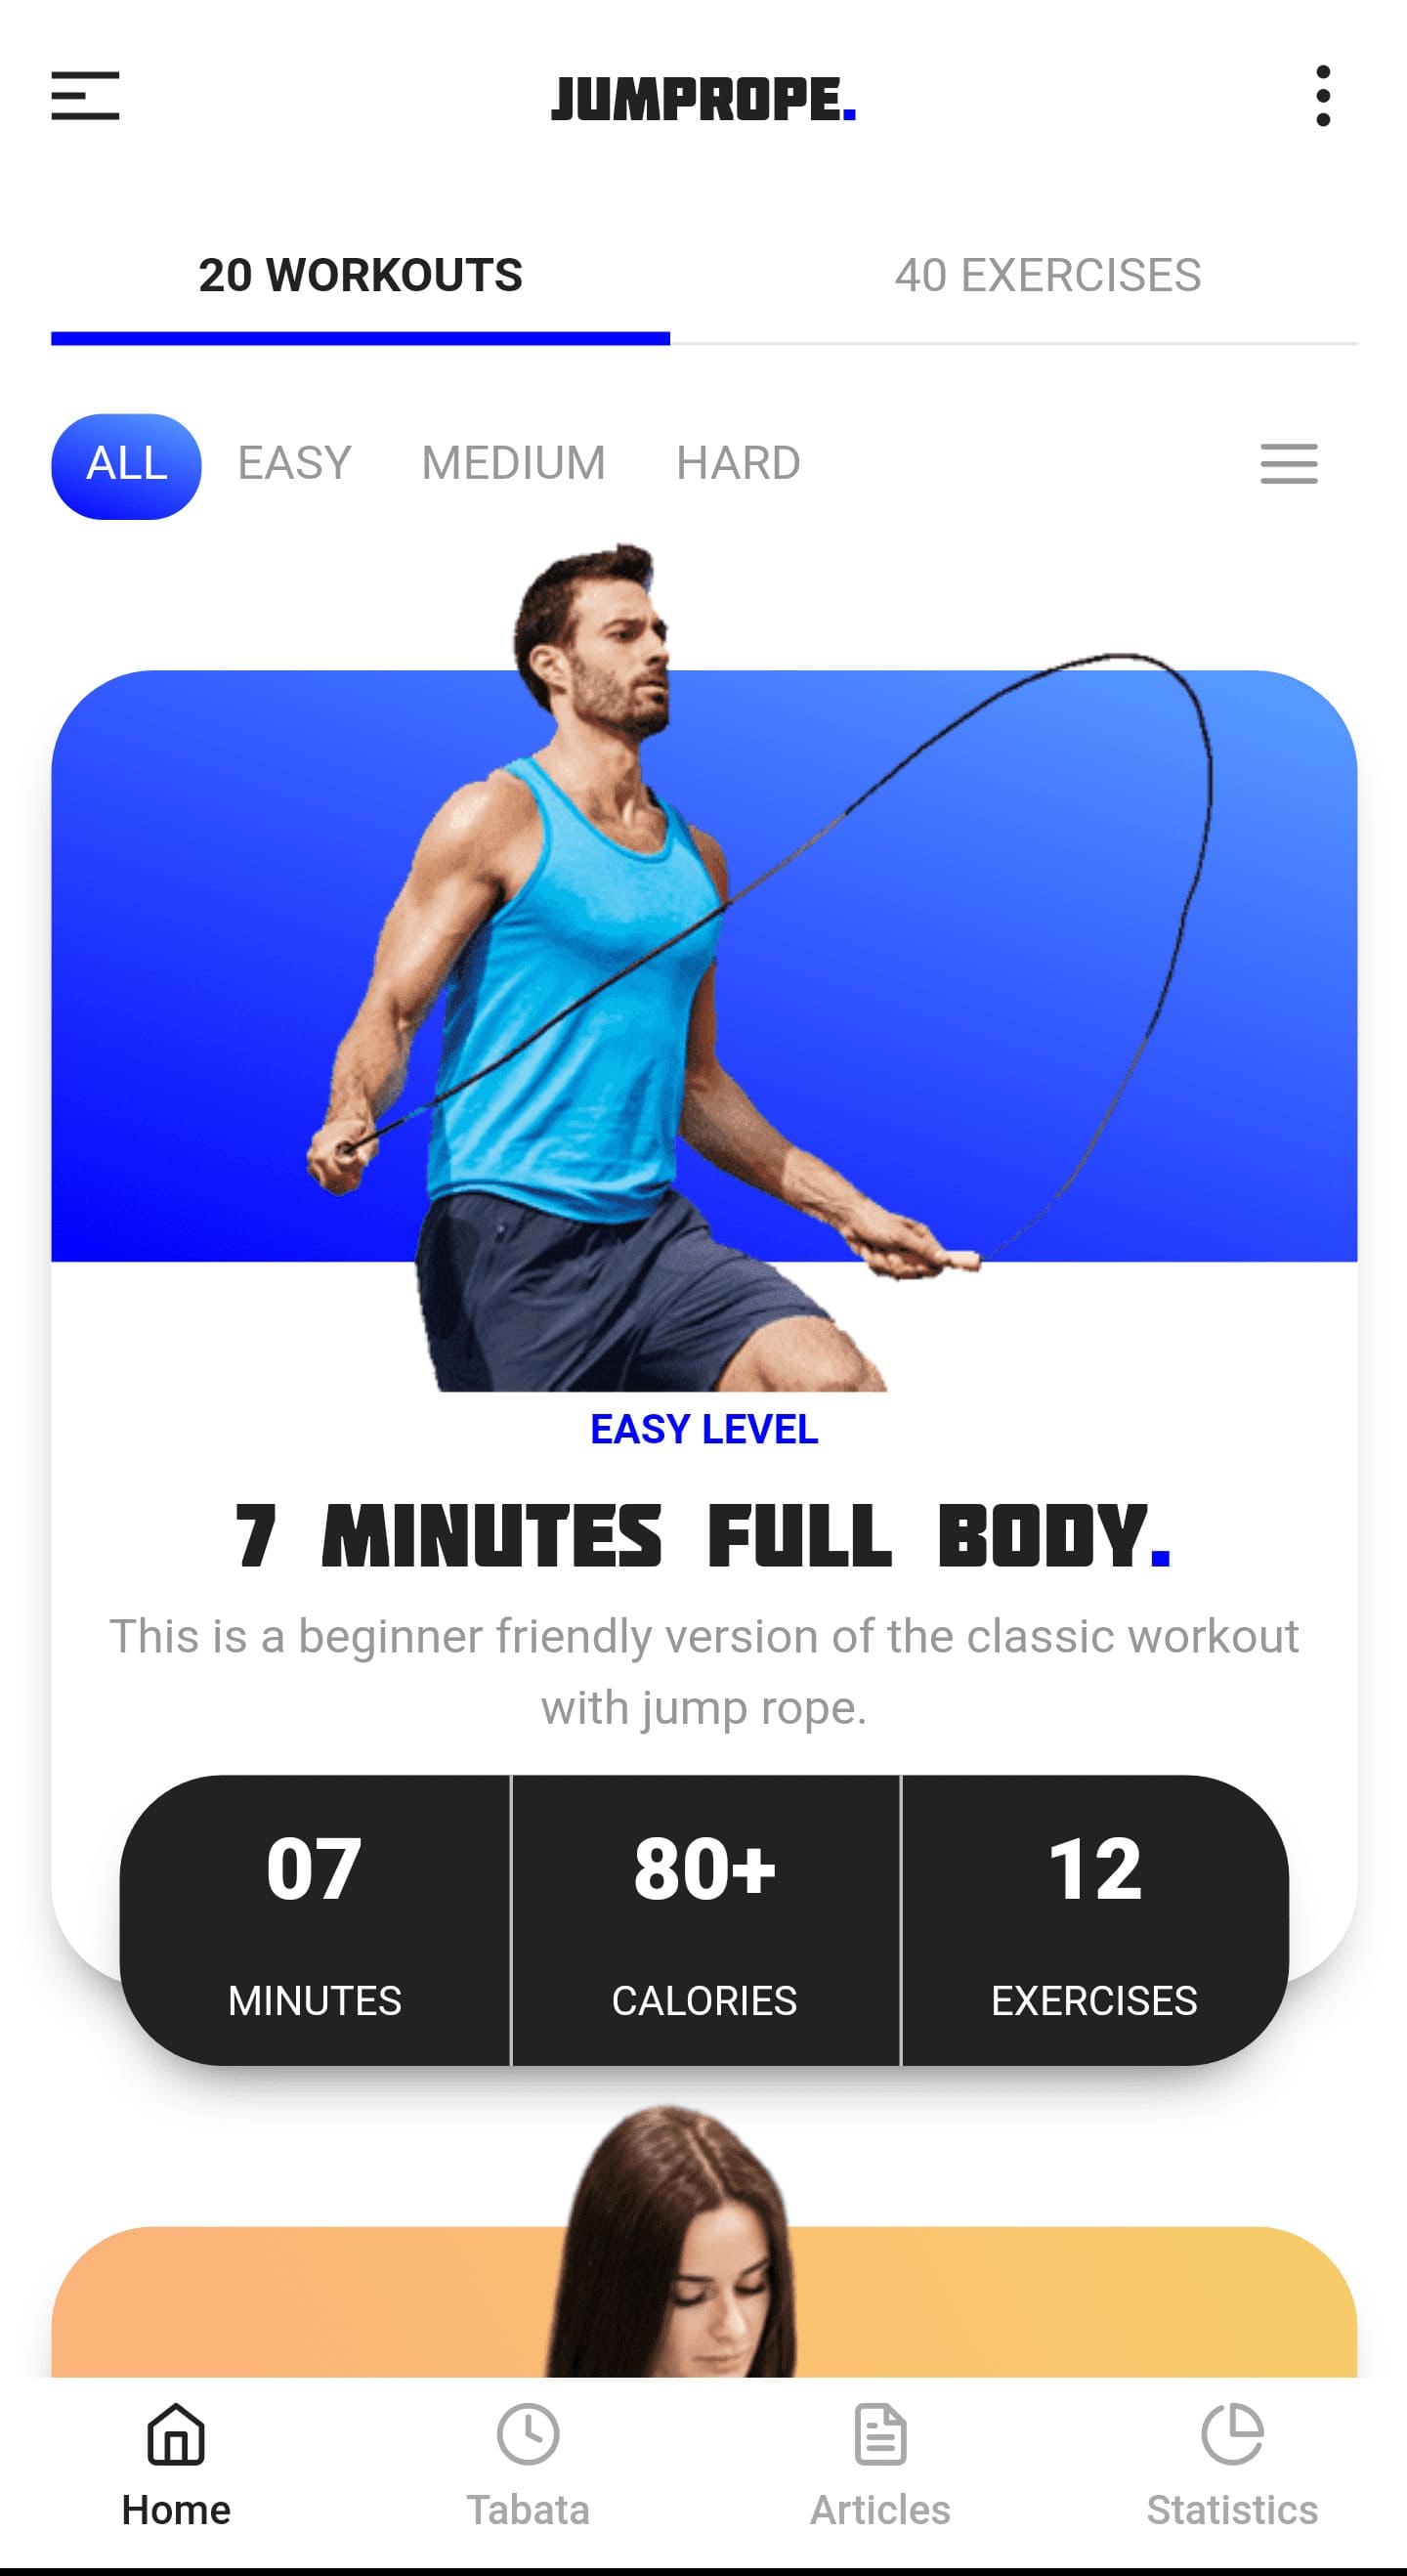 JUMPROPE.
20 WORKOUTS
40 EXERCISES
ALL EASY MEDIUM HARD
EASY LEVEL
7 MINUTES FULL BODY.
This is a beginner friendly version of the classic workout
with jump rope.
07 80+ 12
MINUTES CALORIES EXERCISES
Home Tabata Articles Statistics